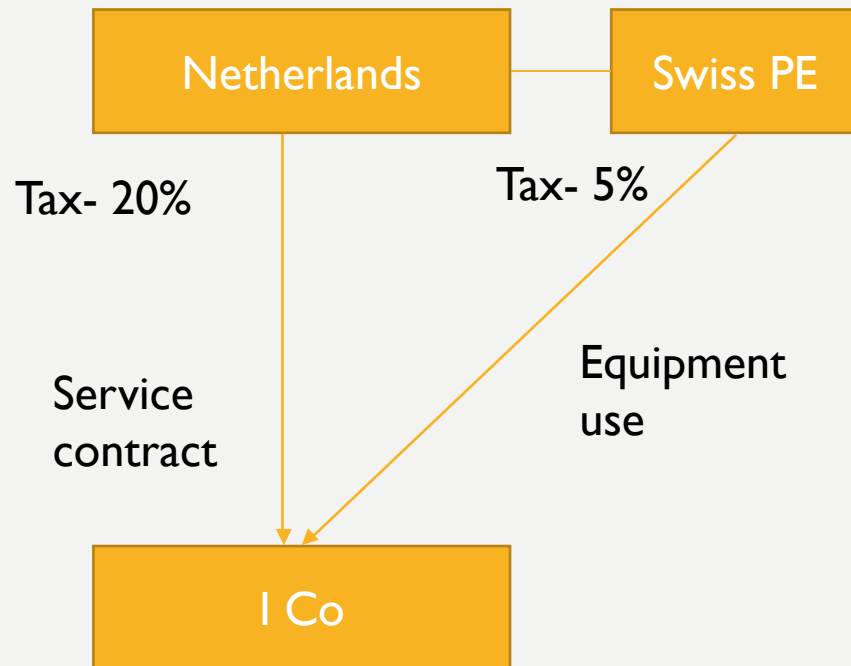 Netherlands
Swiss PE
Tax- 20%
Tax- 5%
Service
contract
Equipment
use
I Co